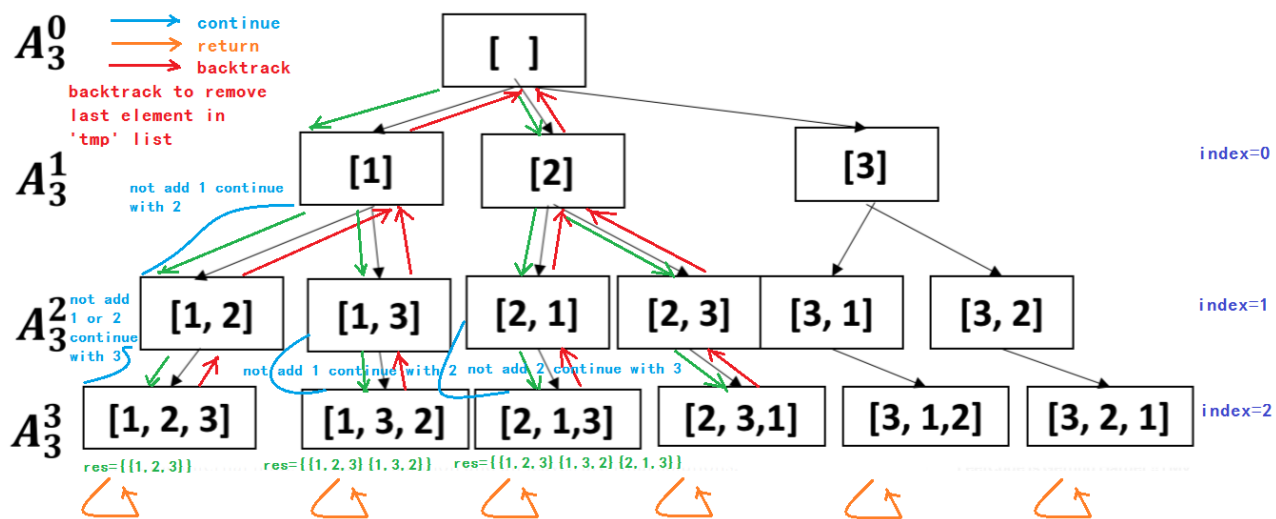 A_3^0
continue
return
backtrack
backtrack to remove
last element in
'tmp' list
[ ]
A_3^1
[1]
[2]
[3]
index=0
not add 1 continue
with 2
A_3^2
not add
1 or 2
continue
with 3
[1, 2]
[1, 3]
[2, 1]
[2, 3]
[3, 1]
[3, 2]
index=1
not add 1 continue with 2
not add 2 continue with 3
A_3^3
[1, 2, 3]
[1, 3, 2]
[2, 1,3]
[2, 3,1]
[3, 1,2]
[3, 2, 1]
index=2
res={{1,2,3}}
res={{1,2,3}{1,3,2}}
res={{1,2,3}{1,3,2}{2,1,3}}